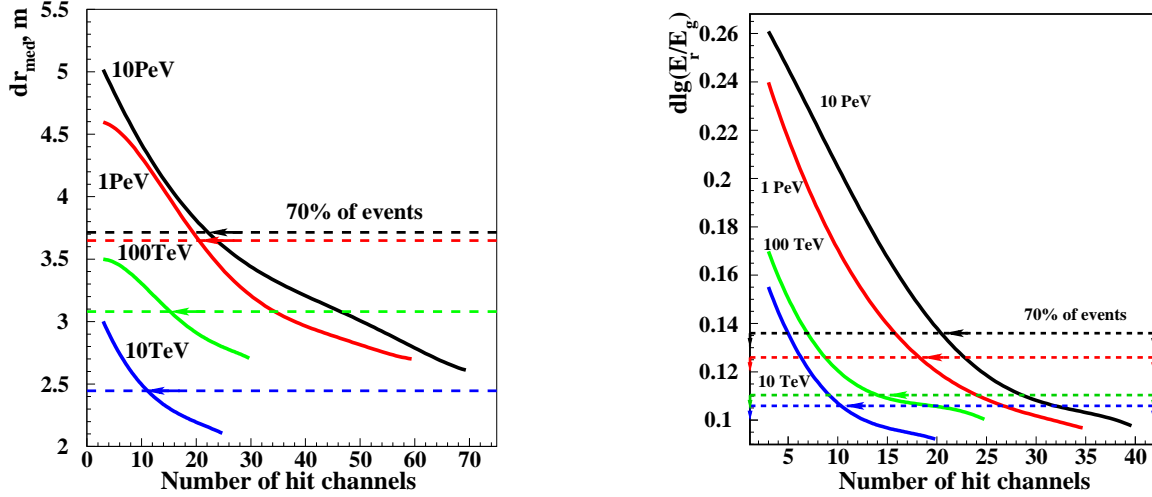 dr_med, m
5.5
5
4.5
4
3.5
3
2.5
2
10PeV
1PeV
100TeV
10TeV
70% of events
0 10 20 30 40 50 60 70
Number of hit channels
dlg(E_r/E_g)
0.26
0.24
0.22
0.2
0.18
0.16
0.14
0.12
0.1
10 PeV
1 PeV
100 TeV
10 TeV
70% of events
5 10 15 20 25 30 35 40
Number of hit channels